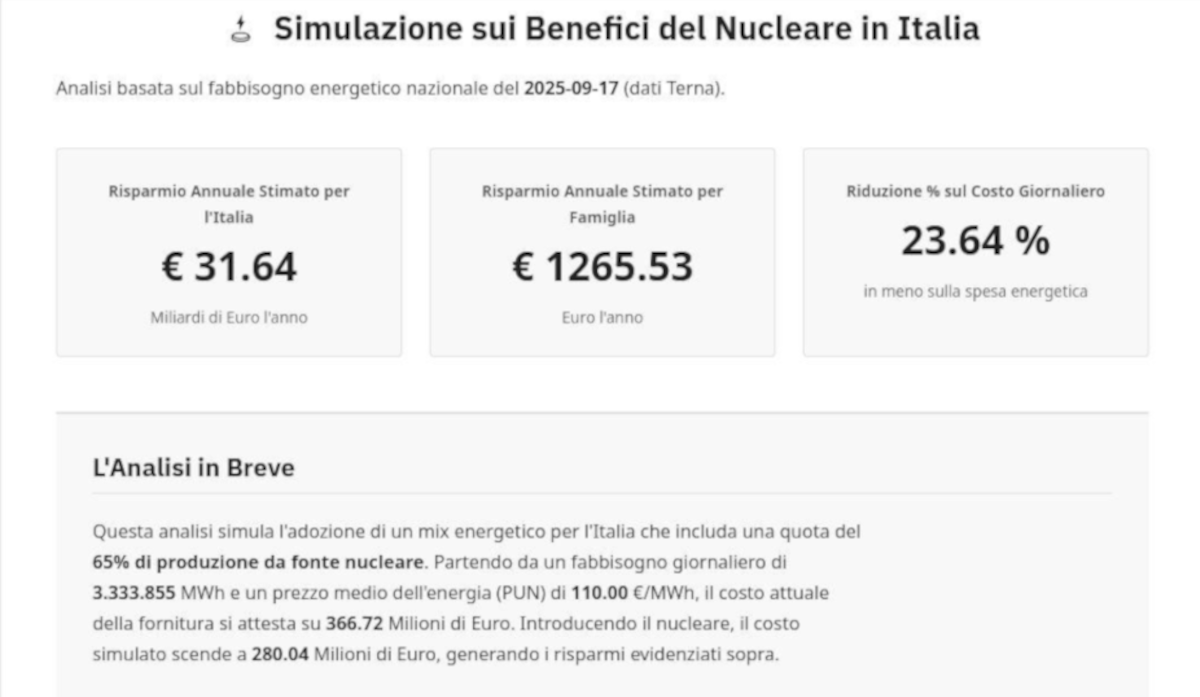 Simulazione sui Benefici del Nucleare in Italia
Analisi basata sul fabbisogno energetico nazionale del 2025-09-17 (dati Terna).
Risparmio Annuale Stimato per
l'Italia
€ 31.64
Miliardi di Euro l'anno
Risparmio Annuale Stimato per
Famiglia
€ 1265.53
Euro l'anno
Riduzione % sul Costo Giornaliero
23.64 %
in meno sulla spesa energetica
L'Analisi in Breve
Questa analisi simula l'adozione di un mix energetico per l'Italia che includa una quota del
65% di produzione da fonte nucleare. Partendo da un fabbisogno giornaliero di
3.333.855 MWh e un prezzo medio dell'energia (PUN) di 110.00 €/MWh, il costo attuale
della fornitura si attesta su 366.72 Milioni di Euro. Introducendo il nucleare, il costo
simulato scende a 280.04 Milioni di Euro, generando i risparmi evidenziati sopra.